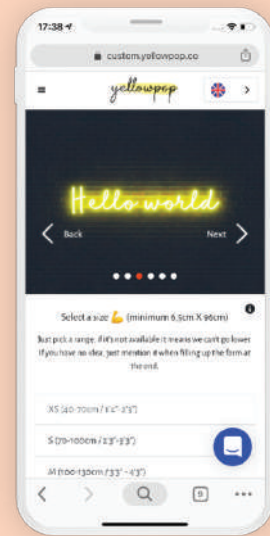 17:38
custom.yellowpop.co
yellowpop
Hello world
Back
Next
Select a size 💪 (minimum 6.5cm X 96cm)
Just pick a range, if it's not available it means we can't go lower
If you have no idea, just mention it when filling up the form at
the end.
XS (40-70cm / 1'4"-2'3")
S (70-100cm / 2'3"-3'3")
M (100-130cm / 3'3" - 4'3")
9